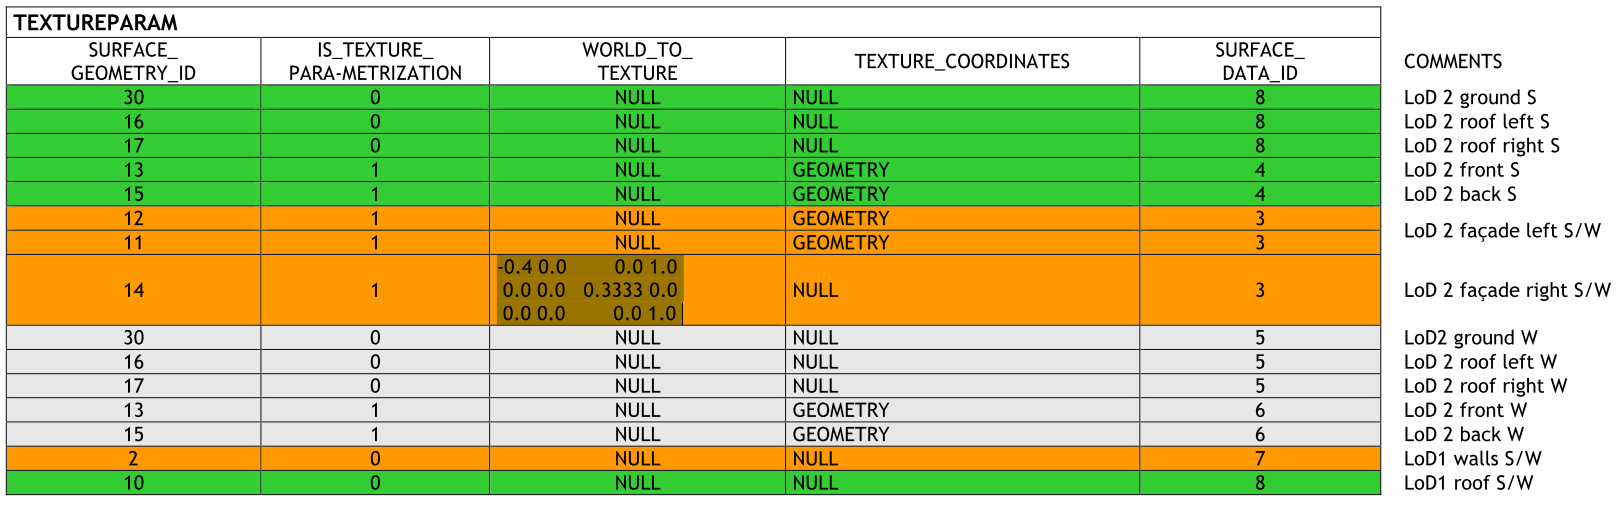 TEXTUREPARAM
SURFACE_ GEOMETRY_ID IS_TEXTURE_ PARA-METRIZATION WORLD_TO_ TEXTURE TEXTURE_COORDINATES SURFACE_ DATA_ID COMMENTS
30 0 NULL NULL 8 LoD 2 ground S
16 0 NULL NULL 8 LoD 2 roof left S
17 0 NULL NULL 8 LoD 2 roof right S
13 1 NULL GEOMETRY 4 LoD 2 front S
15 1 NULL GEOMETRY 4 LoD 2 back S
12 1 NULL GEOMETRY 3
LoD 2 façade left S/W
11 1 NULL GEOMETRY 3
-0.4 0.0 0.0 1.0
14 1 0.0 0.0 0.3333 0.0 NULL 3 LoD 2 façade right S/W
0.0 0.0 0.0 1.0
30 0 NULL NULL 5 LoD2 ground W
16 0 NULL NULL 5 LoD 2 roof left W
17 0 NULL NULL 5 LoD 2 roof right W
13 1 NULL GEOMETRY 6 LoD 2 front W
15 1 NULL GEOMETRY 6 LoD 2 back W
2 0 NULL NULL 7 LoD1 walls S/W
10 0 NULL NULL 8 LoD1 roof S/W